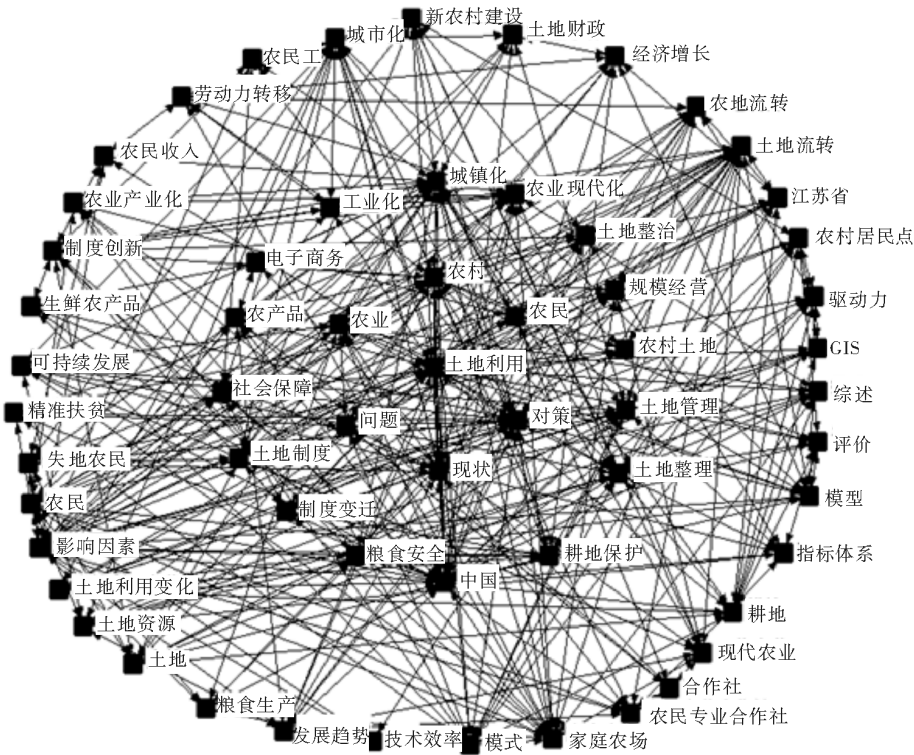 新农村建设
城市化
土地财政
农民工
经济增长
劳动力转移
农地流转
土地流转
农民收入
城镇化
农业现代化
江苏省
农业产业化
工业化
土地整治
农村居民点
制度创新
电子商务
农村
规模经营
生鲜农产品
农产品
农业
农民
驱动力
农村土地
GIS
可持续发展
土地利用
社会保障
综述
精准扶贫
问题
对策
土地管理
失地农民
土地制度
现状
土地整理
评价
农民
制度变迁
模型
影响因素
粮食安全
耕地保护
指标体系
土地利用变化
中国
土地资源
耕地
土地
现代农业
合作社
粮食生产
农民专业合作社
发展趋势
技术效率
模式
家庭农场